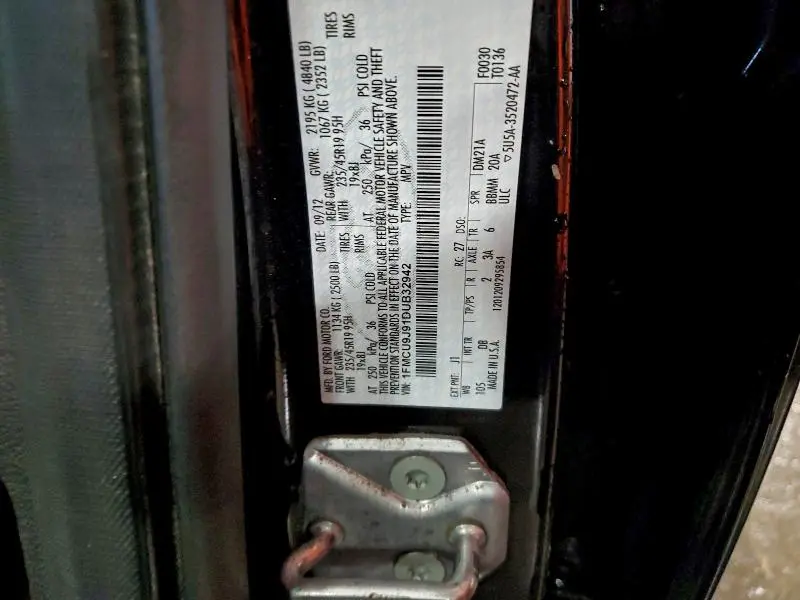 MFD. BY FORD MOTOR CO.
DATE: 09/12 GVWR: 2195 KG ( 4840 LB)
FRONT GAWR: 1134 KG ( 2500 LB) REAR GAWR: 1067 KG ( 2352 LB)
WITH 235/45R19 95H TIRES WITH 235/45R19 95H TIRES
19x8J RIMS 19x8J RIMS
AT 250 kPa/ 36 PSI COLD AT 250 kPa/ 36 PSI COLD
THIS VEHICLE CONFORMS TO ALL APPLICABLE FEDERAL MOTOR VEHICLE SAFETY AND THEFT
PREVENTION STANDARDS IN EFFECT ON THE DATE OF MANUFACTURE SHOWN ABOVE.
VIN: 1FMCU9J91DUB32942 TYPE: MPV
F0030
T0136
EXT PNT: J1 RC: 27 DSO:
WB INT TR TP/PS R AXLE TR SPR DM21A
105 DB 2 3A 6 BBMM 20A
MADE IN U.S.A. 1201209295854 ULC ▽5U5A-3520472-AA